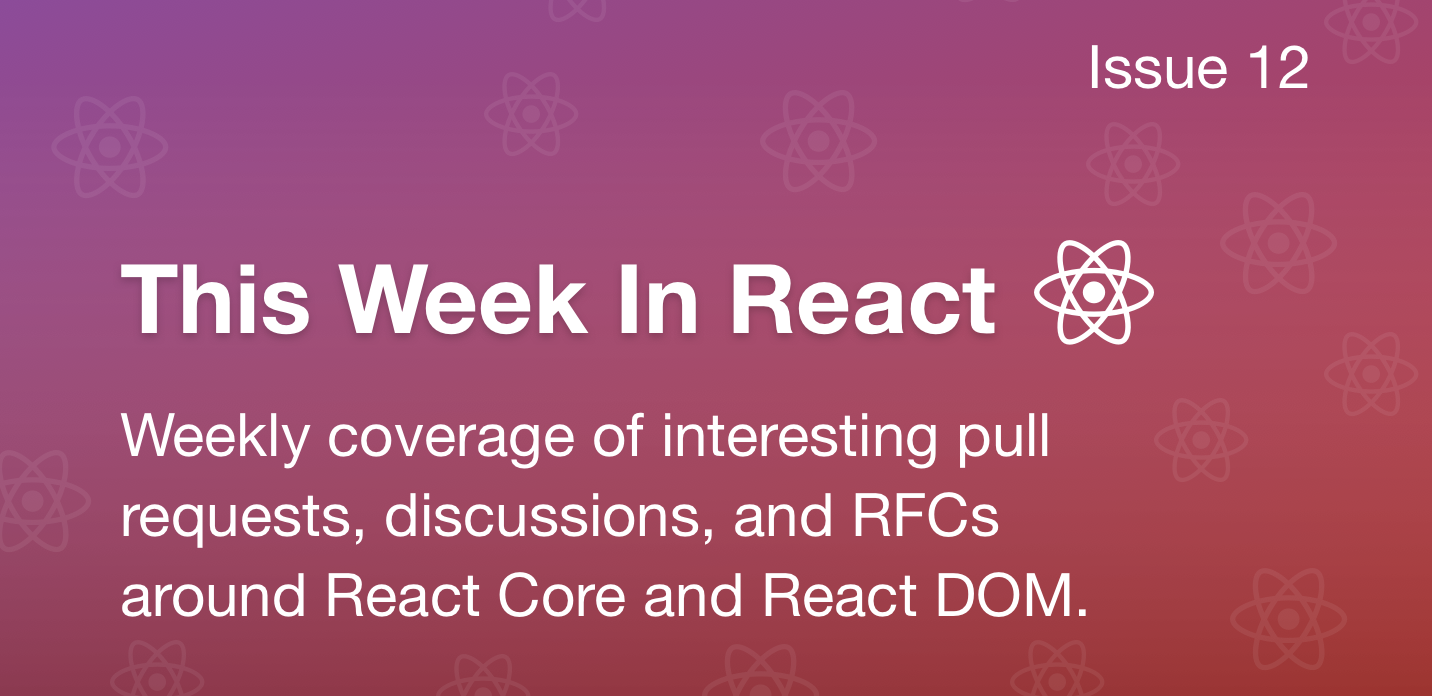 Issue 12
This Week In React
Weekly coverage of interesting pull
requests, discussions, and RFCs
around React Core and React DOM.